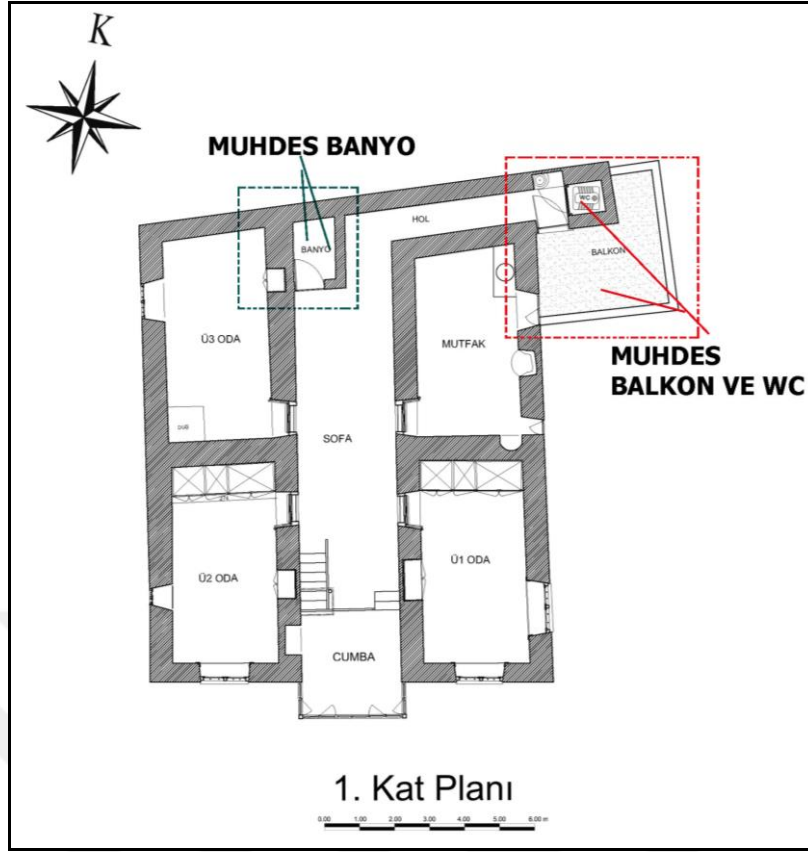 K
MUHDES BANYO
WC
HOL
BANYO
BALKON
Ü3 ODA
MUTFAK
MUHDES
BALKON VE WC
SOFA
Ü2 ODA
Ü1 ODA
CUMBA
1. Kat Planı
0.00 1.00 2.00 3.00 4.00 5.00 6.00 m